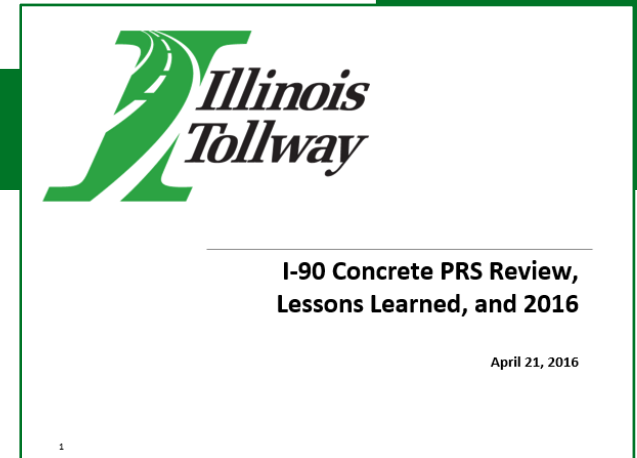 Illinois
Tollway
I-90 Concrete PRS Review,
Lessons Learned, and 2016
April 21, 2016
1